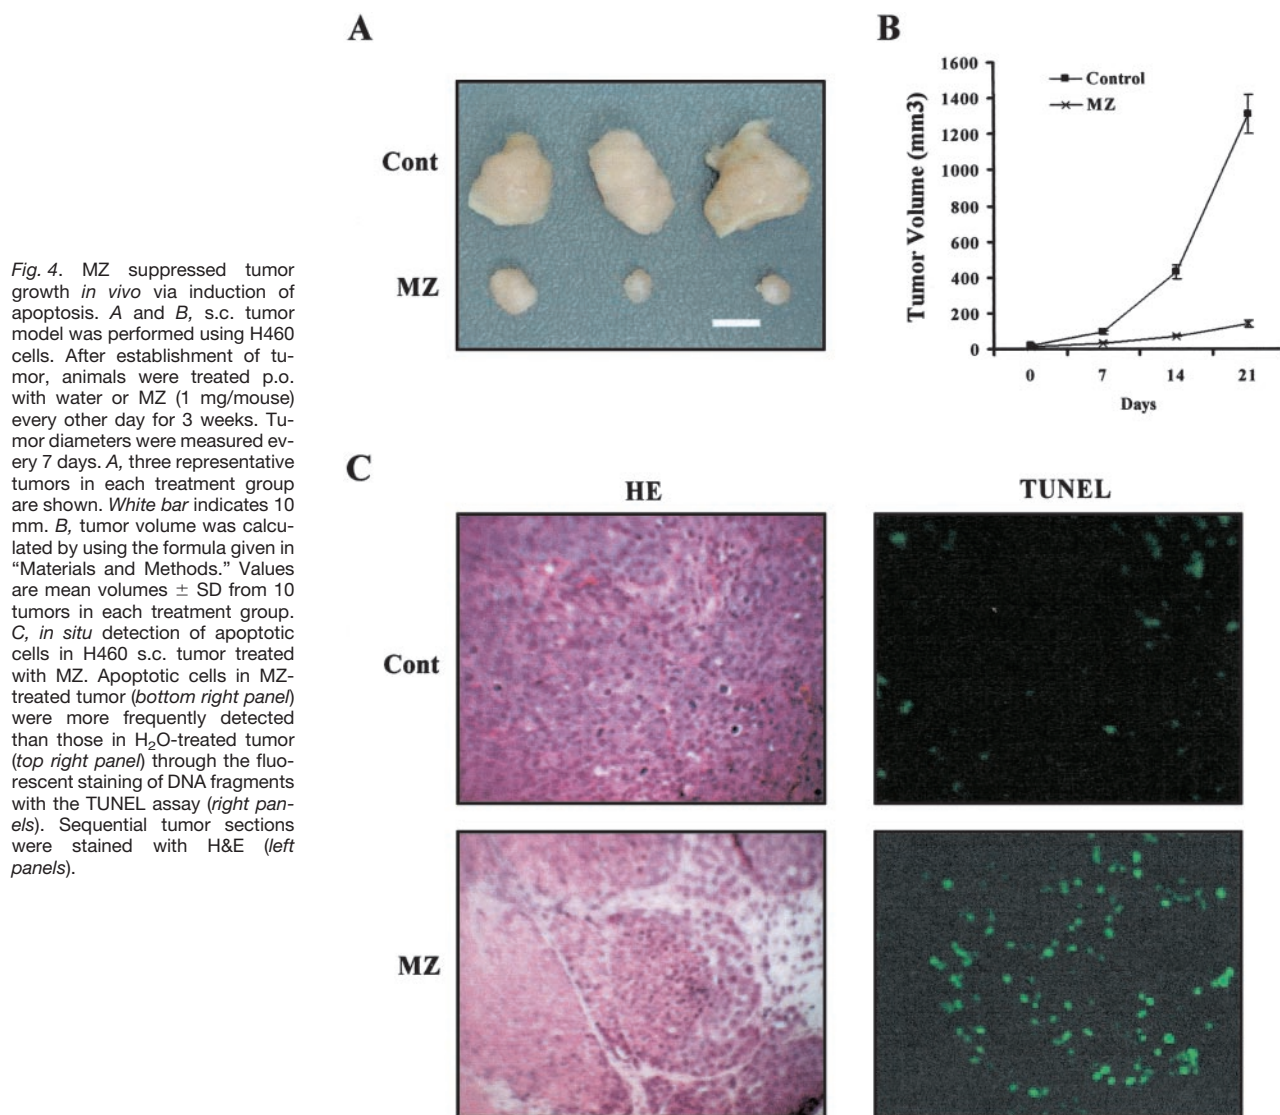 Fig. 4. MZ suppressed tumor
growth in vivo via induction of
apoptosis. A and B, s.c. tumor
model was performed using H460
cells. After establishment of tu-
mor, animals were treated p.o.
with water or MZ (1 mg/mouse)
every other day for 3 weeks. Tu-
mor diameters were measured ev-
ery 7 days. A, three representative
tumors in each treatment group
are shown. White bar indicates 10
mm. B, tumor volume was calcu-
lated by using the formula given in
“Materials and Methods.” Values
are mean volumes ± SD from 10
tumors in each treatment group.
C, in situ detection of apoptotic
cells in H460 s.c. tumor treated
with MZ. Apoptotic cells in MZ-
treated tumor (bottom right panel)
were more frequently detected
than those in H₂O-treated tumor
(top right panel) through the fluo-
rescent staining of DNA fragments
with the TUNEL assay (right pan-
els). Sequential tumor sections
were stained with H&E (left
panels).
A
Cont
MZ
B
Tumor Volume (mm3)
1600
1400
1200
1000
800
600
400
200
0
Control
MZ
0 7 14 21
Days
C
HE TUNEL
Cont
MZ